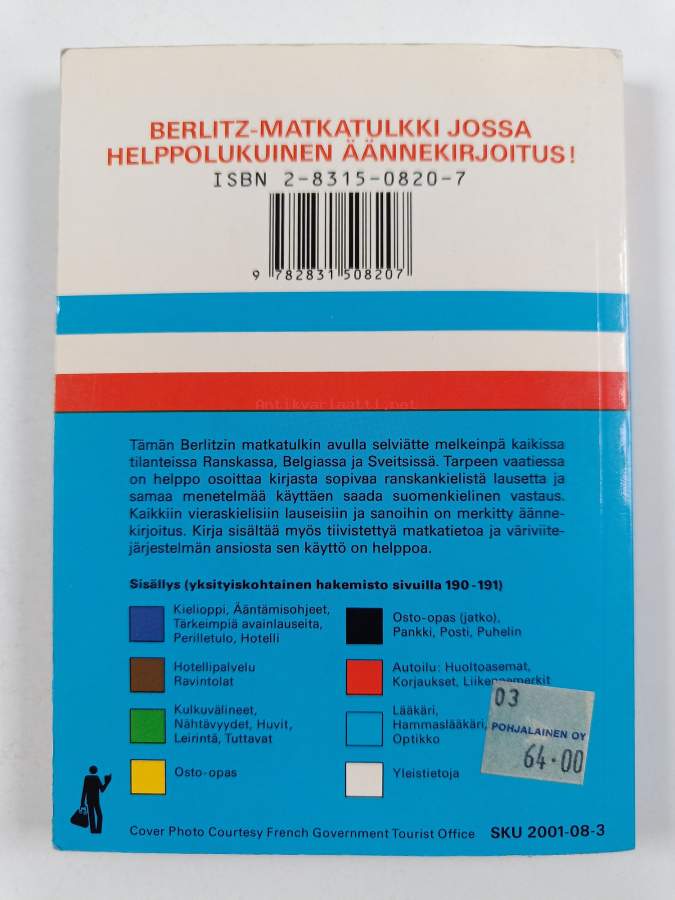 BERLITZ-MATKATULKKI JOSSA
HELPPOLUKUINEN ÄÄNNEKIRJOITUS!
ISBN 2-8315-0820-7
9 782831 508207
Antikvariaatti.net
Tämän Berlitzin matkatulkin avulla selviätte melkeinpä kaikissa
tilanteissa Ranskassa, Belgiassa ja Sveitsissä. Tarpeen vaatiessa
on helppo osoittaa kirjasta sopivaa ranskankielistä lausetta ja
samaa menetelmää käyttäen saada suomenkielinen vastaus.
Kaikkiin vieraskielisiin lauseisiin ja sanoihin on merkitty äänne-
kirjoitus. Kirja sisältää myös tiivistettyä matkatietoa ja väriviite-
järjestelmän ansiosta sen käyttö on helppoa.
Sisällys (yksityiskohtainen hakemisto sivuilla 190-191)
Kielioppi, Ääntämisohjeet,
Tärkeimpiä avainlauseita,
Perilletulo, Hotelli
Hotellipalvelu
Ravintolat
Kulkuvälineet,
Nähtävyydet, Huvit,
Leirintä, Tuttavat
Osto-opas
Osto-opas (jatko),
Pankki, Posti, Puhelin
Autoilu: Huoltoasemat,
Korjaukset, Liikennemerkit
Lääkäri,
Hammaslääkäri,
Optikko
Yleistietoja
03
POHJALAINEN OY
64.00
Cover Photo Courtesy French Government Tourist Office SKU 2001-08-3